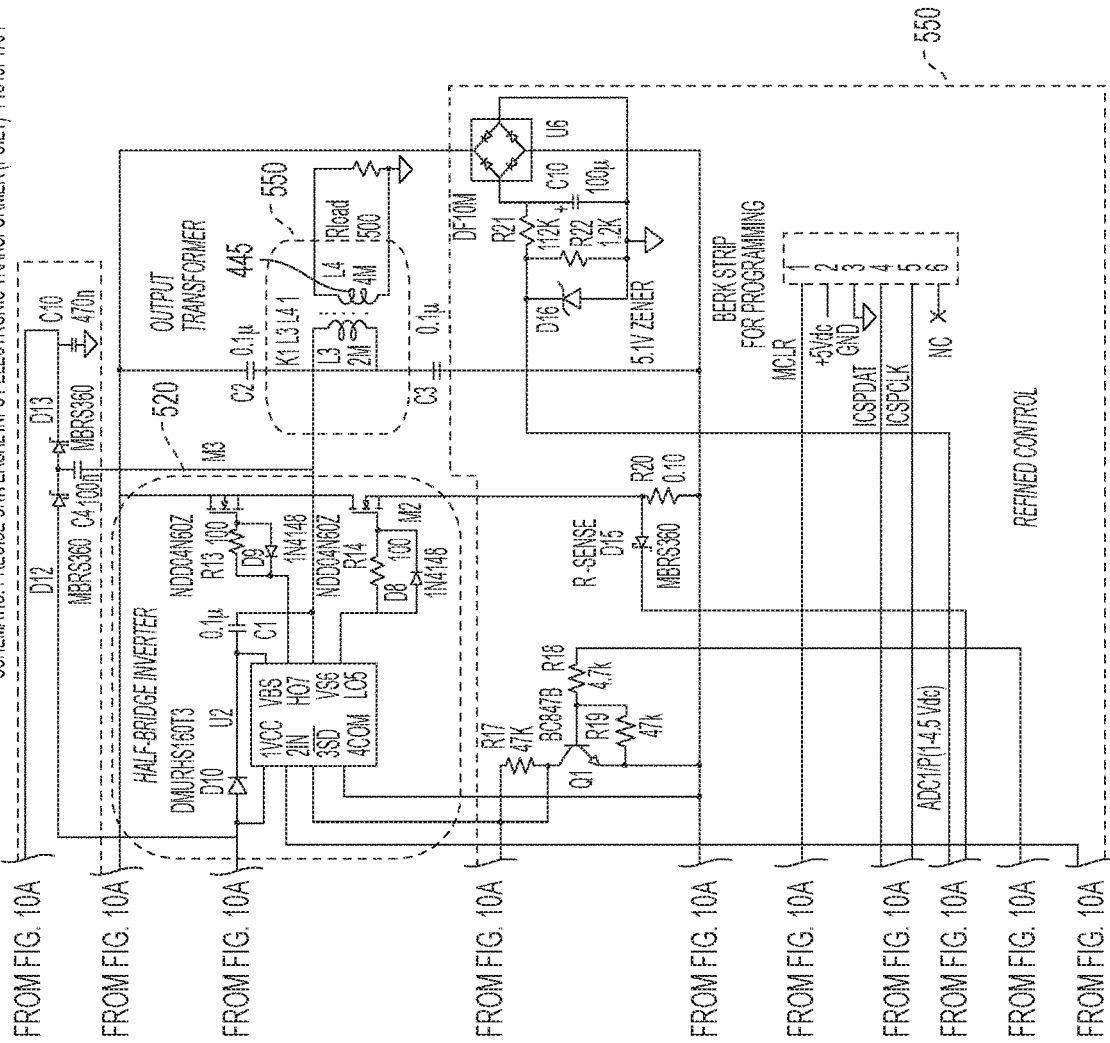 FROM FIG. 10A
D12
D13
C10
470n
MBRS360
C4
100n
MBRS360
520
FROM FIG. 10A
HALF-BRIDGE INVERTER
M3
NDD04N60Z
R13
100
D9
1N4148
DMURHS160T3
D10
U2
0.1µ
C1
1VCC
VBS
2IN
HO7
3SD
VS6
4COM
LO5
FROM FIG. 10A
NDD04N60Z
R14
100
D8
1N4148
M2
OUTPUT
TRANSFORMER
550
445
C2
0.1µ
K1 L3 L4 1
L3
2M
L4
4M
Rload
500
C3
0.1µ
FROM FIG. 10A
R17
47K
BC847B
Q1
R18
4.7k
R19
47k
R-SENSE
D15
MBRS360
R20
0.10
DF10M
U6
R21
112K
C10
100µ
R22
1.2K
D16
5.1V ZENER
FROM FIG. 10A
BERK STRIP
FOR PROGRAMMING
FROM FIG. 10A
MCLR
1
+5Vdc
2
GND
3
ICSPDAT
4
ICSPCLK
5
NC
6
FROM FIG. 10A
FROM FIG. 10A
ADC1/P(1-4.5 Vdc)
FROM FIG. 10A
FROM FIG. 10A
FROM FIG. 10A
REFINED CONTROL
550